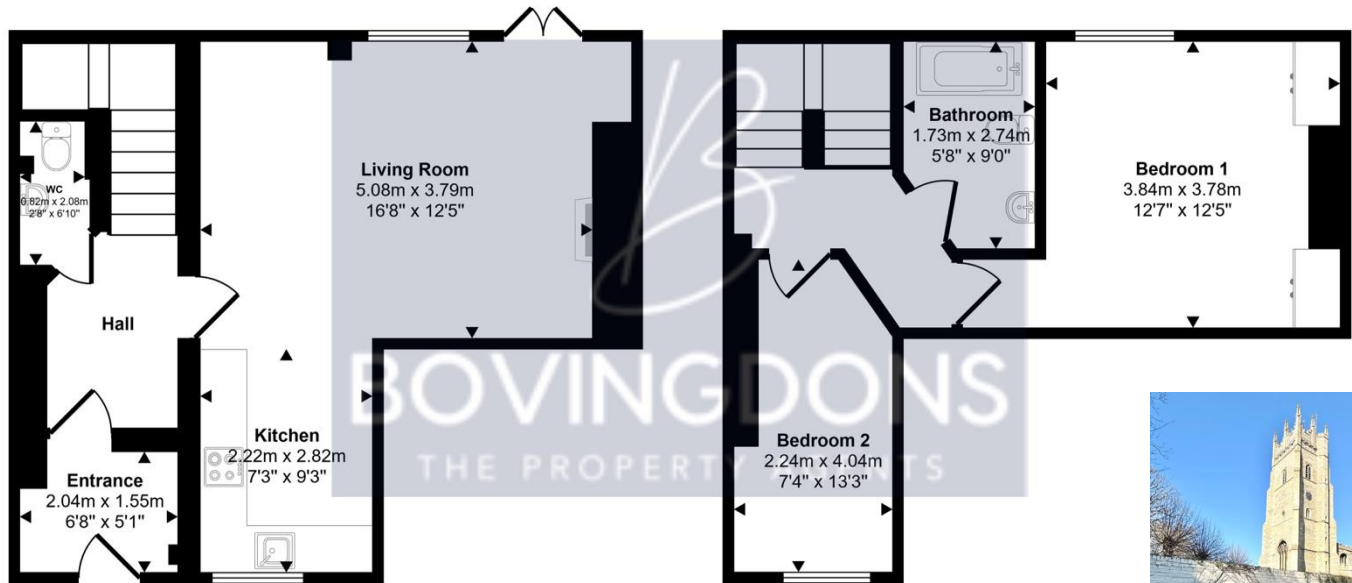 WC
0.82m x 2.08m
2'8" x 6'10"
Hall
Entrance
2.04m x 1.55m
6'8" x 5'1"
Living Room
5.08m x 3.79m
16'8" x 12'5"
Kitchen
2.22m x 2.82m
7'3" x 9'3"
Bathroom
1.73m x 2.74m
5'8" x 9'0"
Bedroom 1
3.84m x 3.78m
12'7" x 12'5"
Bedroom 2
2.24m x 4.04m
7'4" x 13'3"
B
BOVINGDONS
THE PROPERTY AGENTS